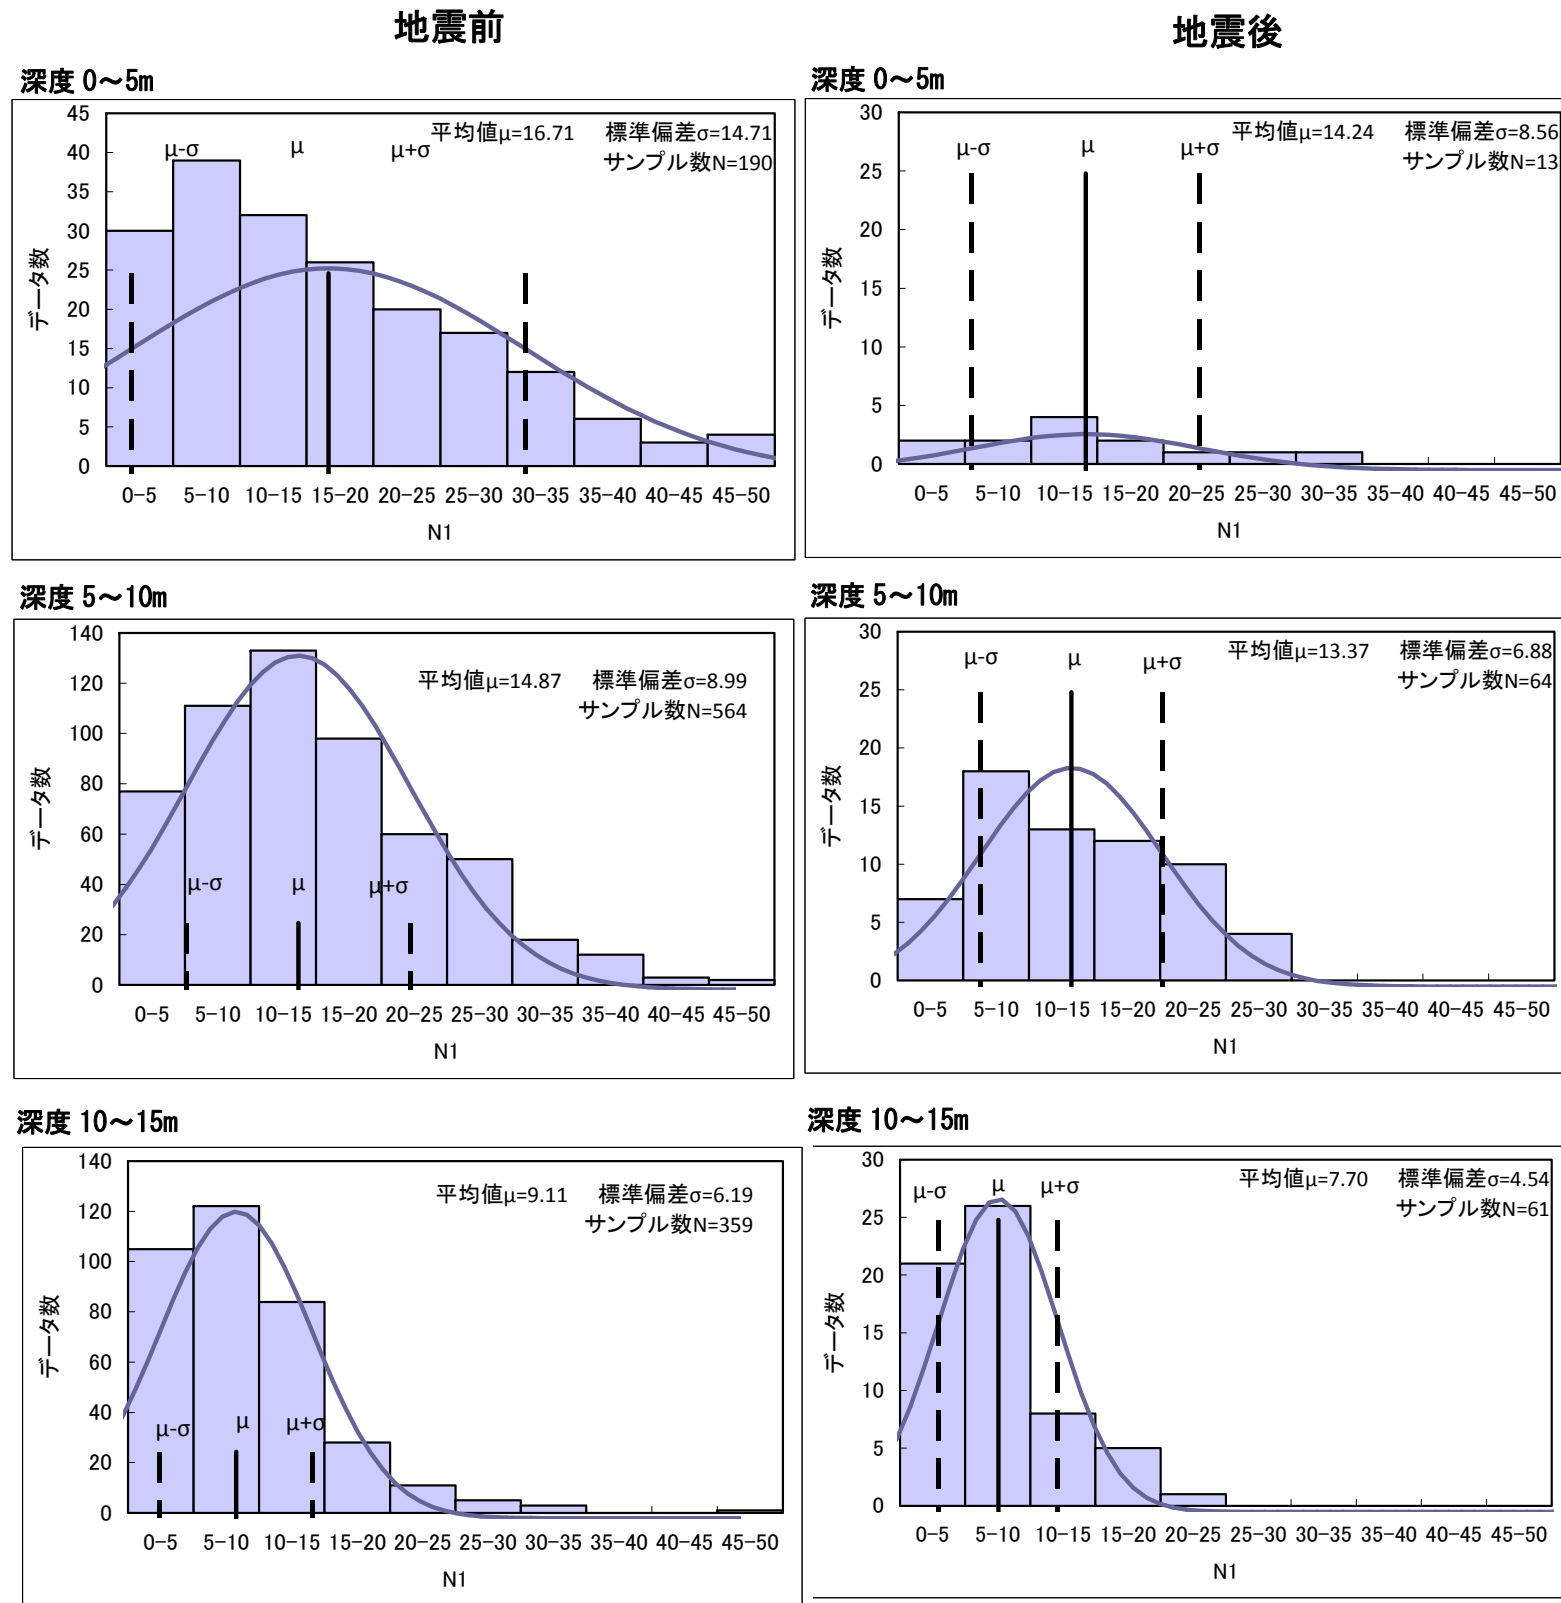 地震前
地震後
深度 0～5m
平均値μ=16.71 標準偏差σ=14.71
サンプル数N=190
μ-σ μ μ+σ
45
40
35
30
25
20
15
10
5
0
データ数
0-5 5-10 10-15 15-20 20-25 25-30 30-35 35-40 40-45 45-50
N1
深度 0～5m
平均値μ=14.24 標準偏差σ=8.56
サンプル数N=13
μ-σ μ μ+σ
30
25
20
15
10
5
0
データ数
0-5 5-10 10-15 15-20 20-25 25-30 30-35 35-40 40-45 45-50
N1
深度 5～10m
平均値μ=14.87 標準偏差σ=8.99
サンプル数N=564
140
120
100
80
60
40
20
0
データ数
μ-σ μ μ+σ
0-5 5-10 10-15 15-20 20-25 25-30 30-35 35-40 40-45 45-50
N1
深度 5～10m
平均値μ=13.37 標準偏差σ=6.88
サンプル数N=64
μ-σ μ μ+σ
30
25
20
15
10
5
0
データ数
0-5 5-10 10-15 15-20 20-25 25-30 30-35 35-40 40-45 45-50
N1
深度 10～15m
平均値μ=9.11 標準偏差σ=6.19
サンプル数N=359
140
120
100
80
60
40
20
0
データ数
μ-σ μ μ+σ
0-5 5-10 10-15 15-20 20-25 25-30 30-35 35-40 40-45 45-50
N1
深度 10～15m
平均値μ=7.70 標準偏差σ=4.54
サンプル数N=61
μ-σ μ μ+σ
30
25
20
15
10
5
0
データ数
0-5 5-10 10-15 15-20 20-25 25-30 30-35 35-40 40-45 45-50
N1